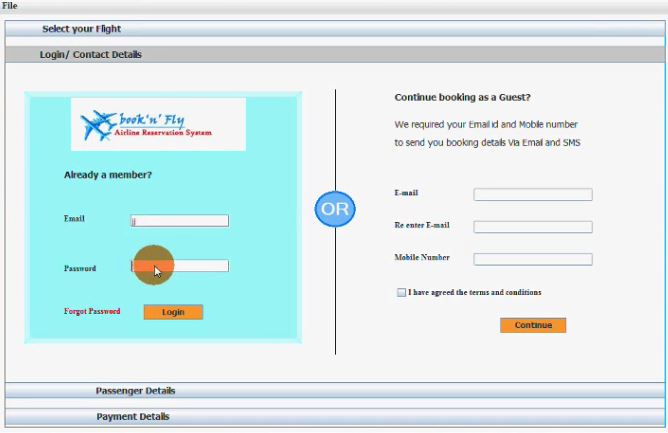 File
Select your Flight
Login/ Contact Details
book'n' Fly
Airline Reservation System
Already a member?
Email
Password
Forgot Password
Login
OR
Continue booking as a Guest?
We required your Email id and Mobile number
to send you booking details Via Email and SMS
E-mail
Re enter E-mail
Mobile Number
I have agreed the terms and conditions
Continue
Passenger Details
Payment Details